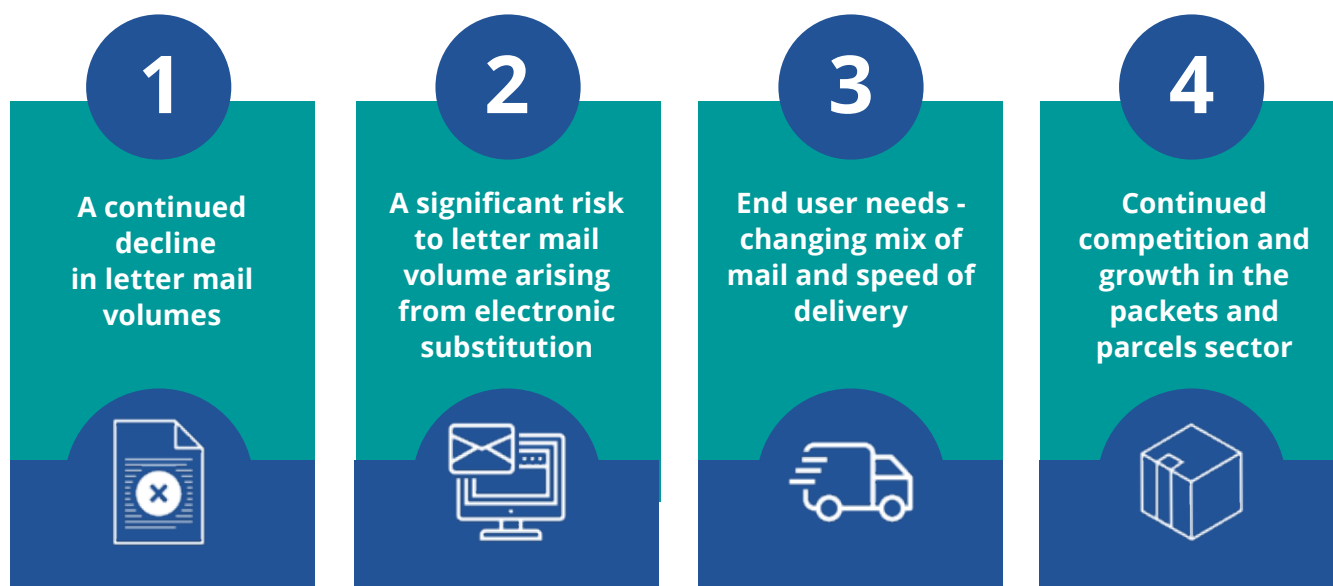 1
A continued
decline
in letter mail
volumes
2
A significant risk
to letter mail
volume arising
from electronic
substitution
3
End user needs -
changing mix of
mail and speed of
delivery
4
Continued
competition and
growth in the
packets and
parcels sector